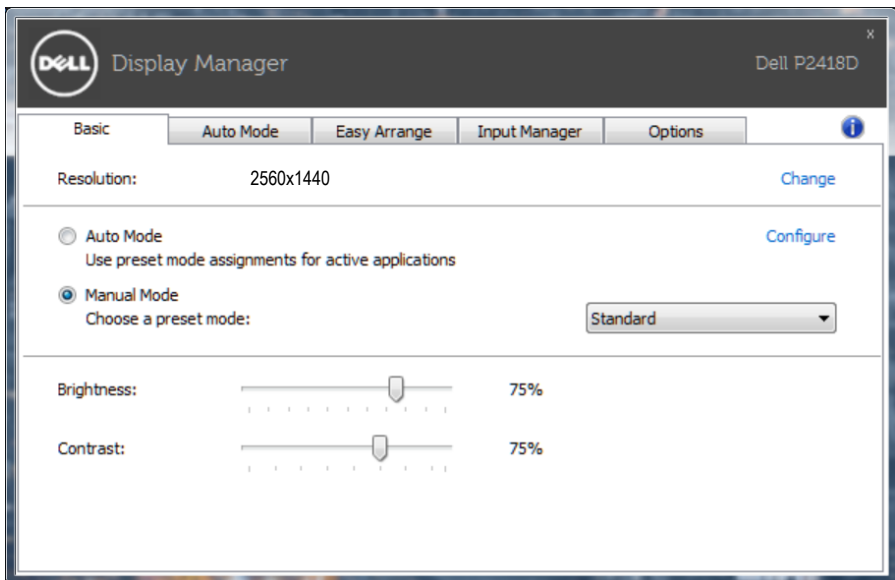 x
DELL Display Manager Dell P2418D
Basic Auto Mode Easy Arrange Input Manager Options i
Resolution: 2560x1440 Change
Auto Mode Configure
Use preset mode assignments for active applications
Manual Mode
Choose a preset mode: Standard
Brightness: 75%
Contrast: 75%